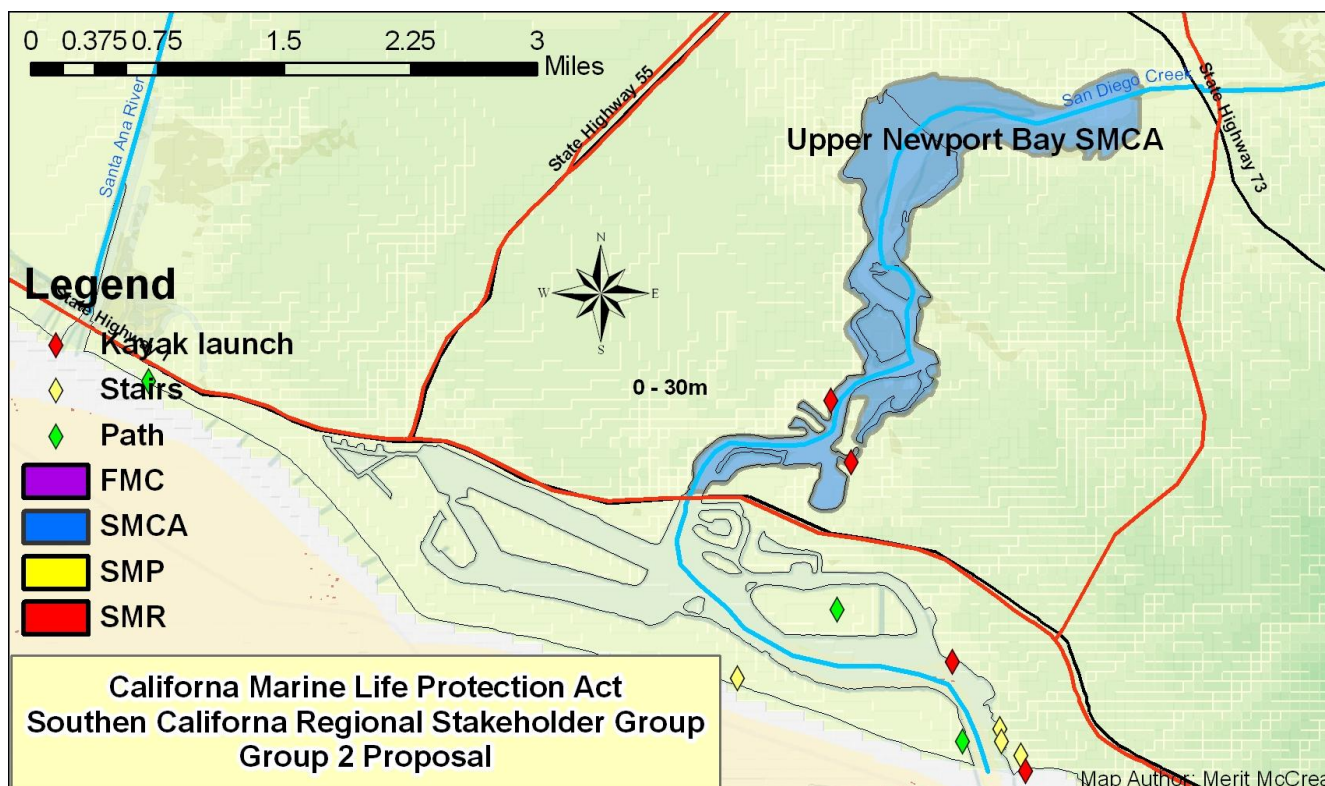 0 0.375 0.75 1.5 2.25 3
Miles
Santa Ana River
State Highway 55
San Diego Creek
Upper Newport Bay SMCA
State Highway 73
N
W E
S
Legend
State Highway 1
Kayak launch
Stairs
Path
FMC
SMCA
SMP
SMR
0 - 30m
Californa Marine Life Protection Act
Southen Californa Regional Stakeholder Group
Group 2 Proposal
Map Author: Merit McCrea